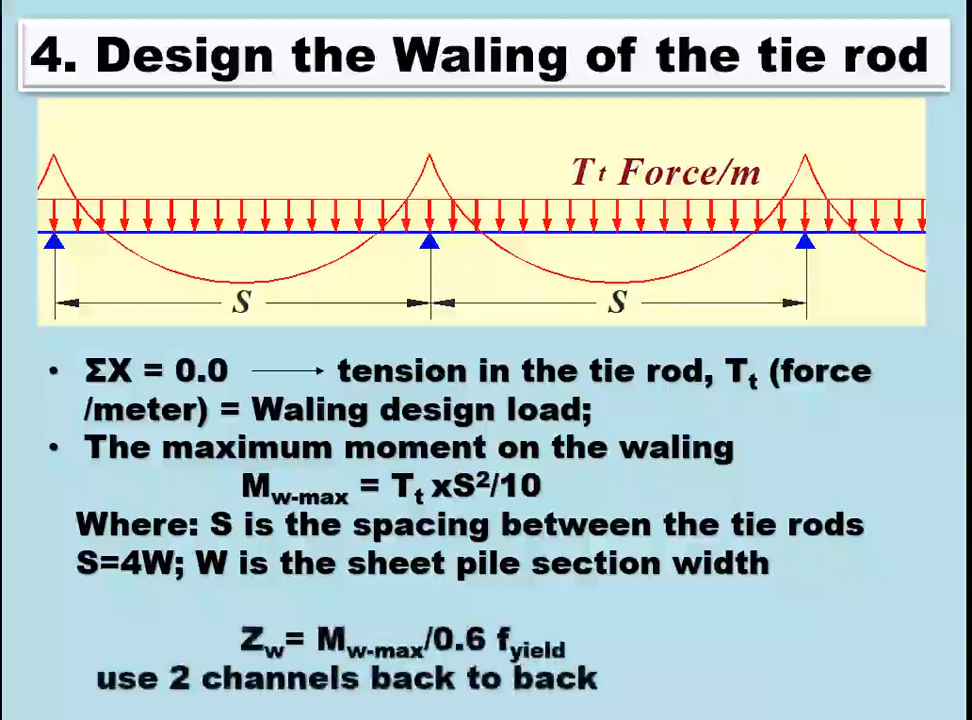 4. Design the Waling of the tie rod
Tt Force/m
S S
• ΣX = 0.0 ⟶ tension in the tie rod, Tt (force
/meter) = Waling design load;
• The maximum moment on the waling
Mw-max = Tt xS²/10
Where: S is the spacing between the tie rods
S=4W; W is the sheet pile section width
Zw= Mw-max/0.6 fyield
use 2 channels back to back